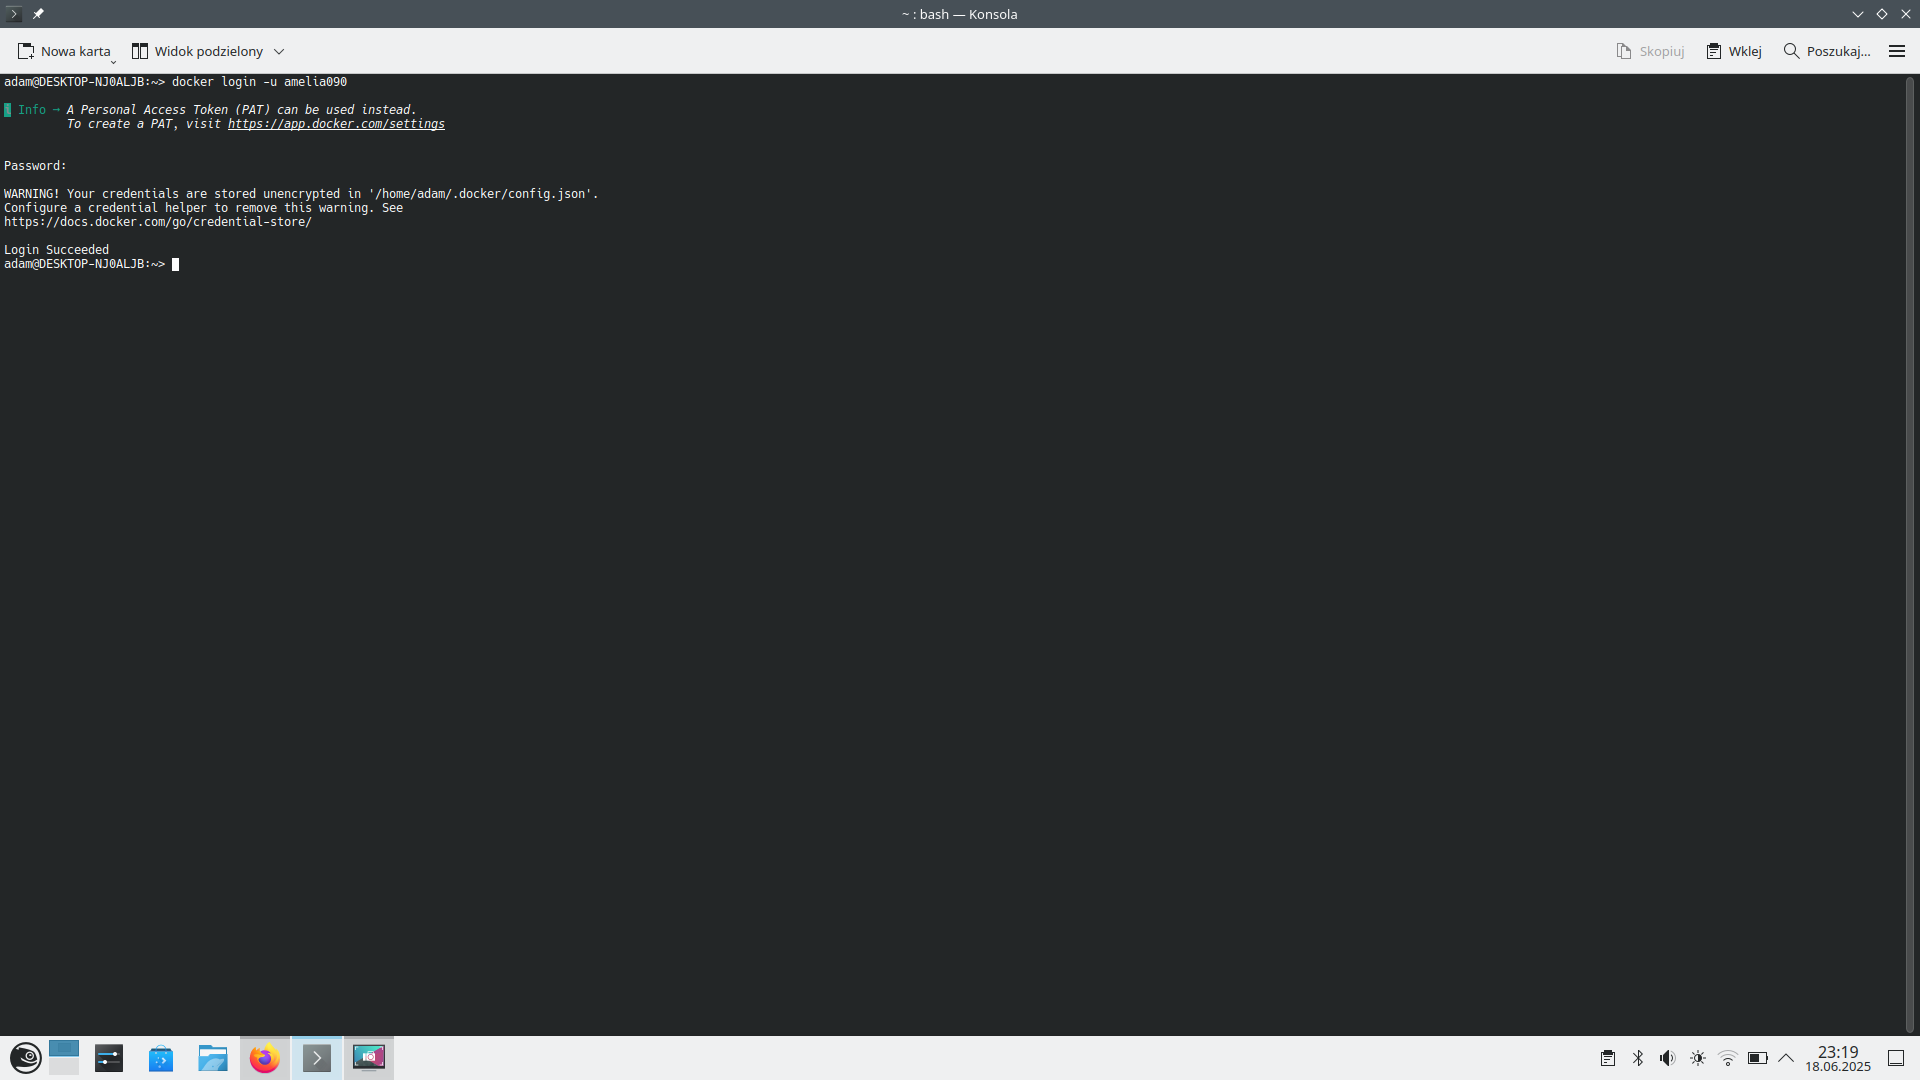 ~ : bash — Konsola
Nowa karta
Widok podzielony
Skopiuj
Wklej
Poszukaj...
adam@DESKTOP-NJ0ALJB:~> docker login -u amelia090
i Info → A Personal Access Token (PAT) can be used instead.
To create a PAT, visit https://app.docker.com/settings
Password:
WARNING! Your credentials are stored unencrypted in '/home/adam/.docker/config.json'.
Configure a credential helper to remove this warning. See
https://docs.docker.com/go/credential-store/
Login Succeeded
adam@DESKTOP-NJ0ALJB:~>
23:19
18.06.2025